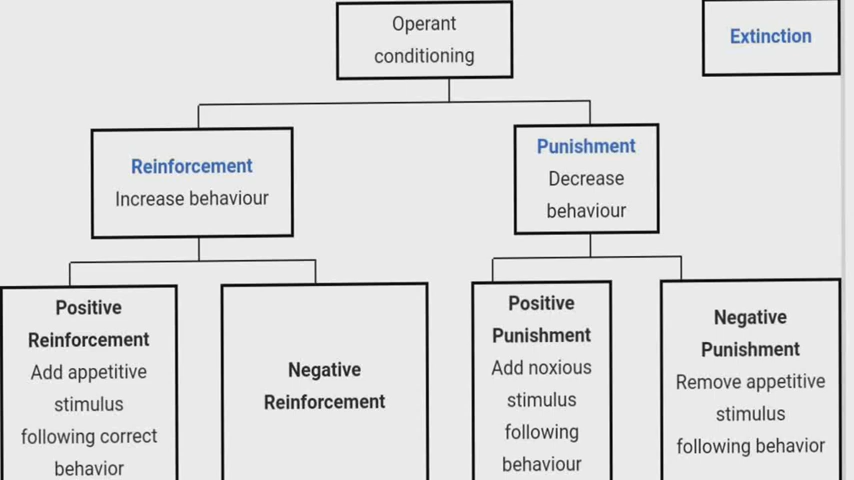 Operant
conditioning
Extinction
Reinforcement
Increase behaviour
Punishment
Decrease
behaviour
Positive
Reinforcement
Add appetitive
stimulus
following correct
behavior
Negative
Reinforcement
Positive
Punishment
Add noxious
stimulus
following
behaviour
Negative
Punishment
Remove appetitive
stimulus
following behavior